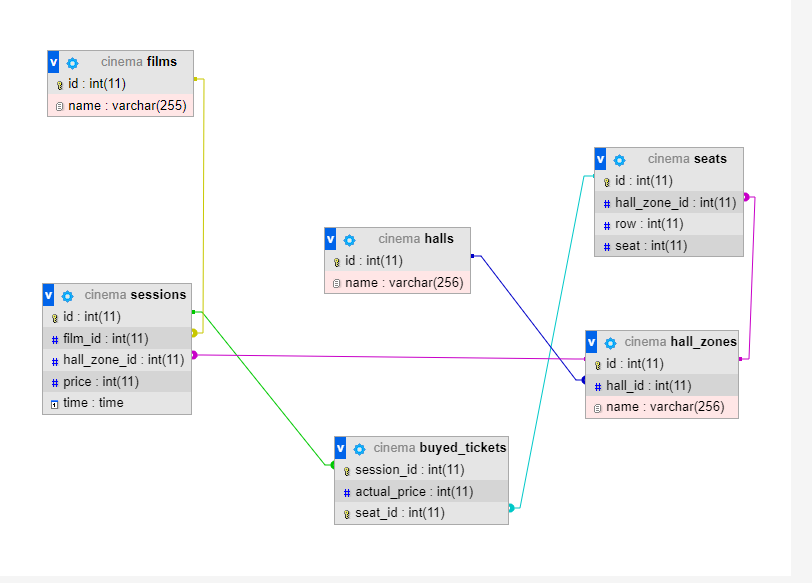 v cinema films
id : int(11)
name : varchar(255)
v cinema seats
id : int(11)
# hall_zone_id : int(11)
# row : int(11)
# seat : int(11)
v cinema halls
id : int(11)
name : varchar(256)
v cinema sessions
id : int(11)
# film_id : int(11)
# hall_zone_id : int(11)
# price : int(11)
time : time
v cinema hall_zones
id : int(11)
# hall_id : int(11)
name : varchar(256)
v cinema buyed_tickets
session_id : int(11)
# actual_price : int(11)
seat_id : int(11)